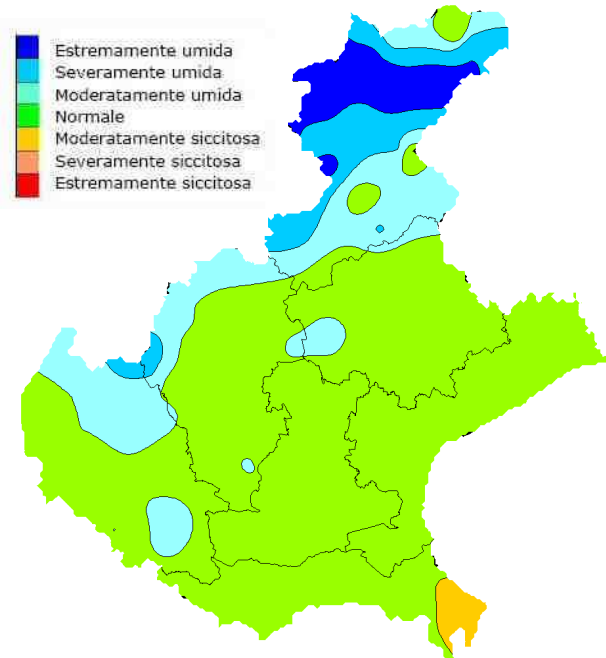 Estremamente umida
Severamente umida
Moderatamente umida
Normale
Moderatamente siccitosa
Severamente siccitosa
Estremamente siccitosa